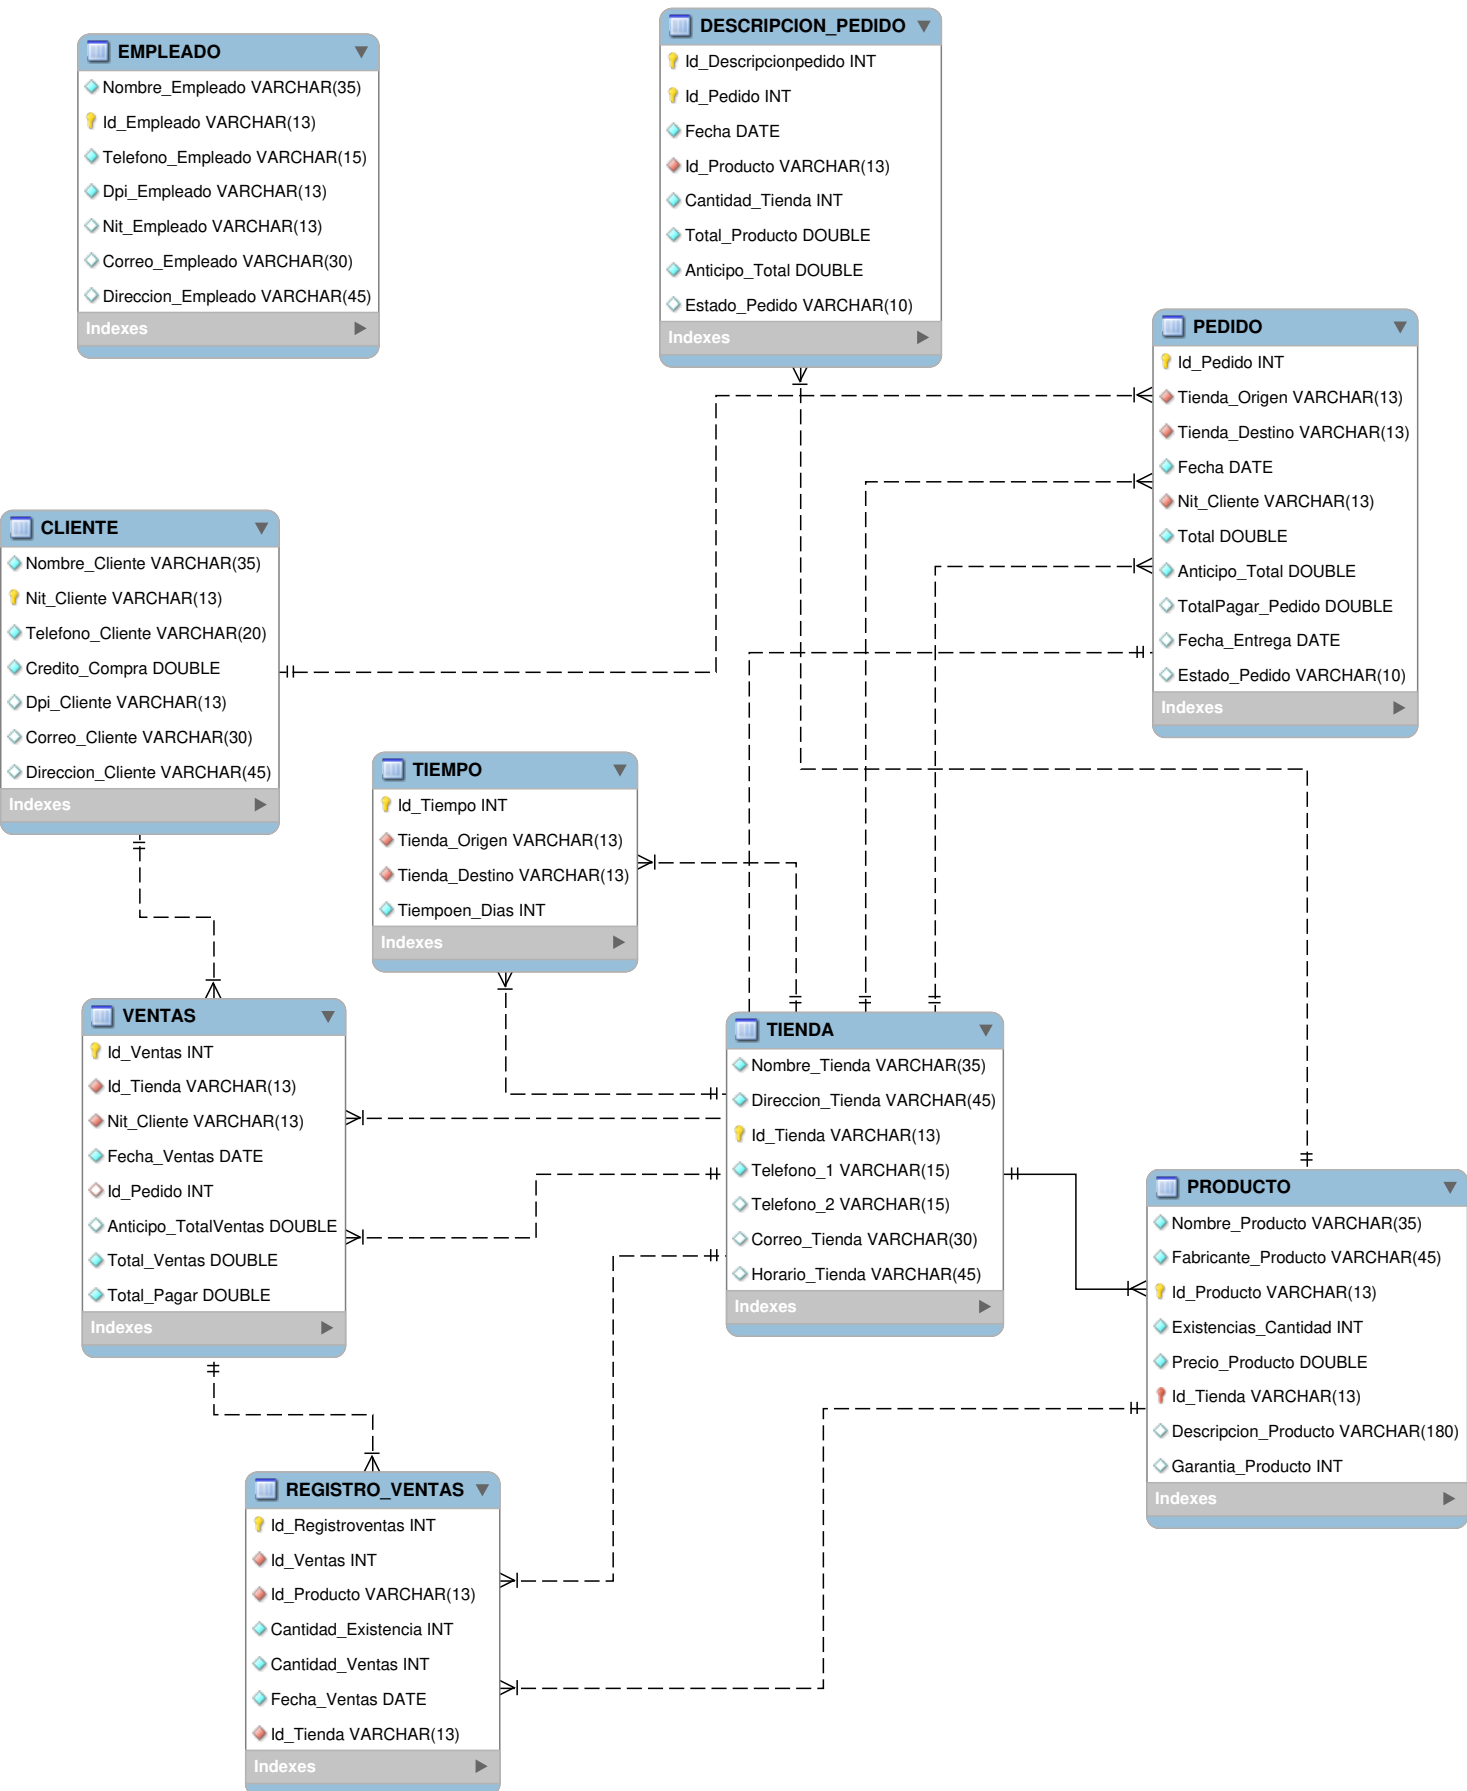 EMPLEADO
Nombre_Empleado VARCHAR(35)
Id_Empleado VARCHAR(13)
Telefono_Empleado VARCHAR(15)
Dpi_Empleado VARCHAR(13)
Nit_Empleado VARCHAR(13)
Correo_Empleado VARCHAR(30)
Direccion_Empleado VARCHAR(45)
Indexes
DESCRIPCION_PEDIDO
Id_Descripcionpedido INT
Id_Pedido INT
Fecha DATE
Id_Producto VARCHAR(13)
Cantidad_Tienda INT
Total_Producto DOUBLE
Anticipo_Total DOUBLE
Estado_Pedido VARCHAR(10)
Indexes
PEDIDO
Id_Pedido INT
Tienda_Origen VARCHAR(13)
Tienda_Destino VARCHAR(13)
Fecha DATE
Nit_Cliente VARCHAR(13)
Total DOUBLE
Anticipo_Total DOUBLE
TotalPagar_Pedido DOUBLE
Fecha_Entrega DATE
Estado_Pedido VARCHAR(10)
Indexes
CLIENTE
Nombre_Cliente VARCHAR(35)
Nit_Cliente VARCHAR(13)
Telefono_Cliente VARCHAR(20)
Credito_Compra DOUBLE
Dpi_Cliente VARCHAR(13)
Correo_Cliente VARCHAR(30)
Direccion_Cliente VARCHAR(45)
Indexes
TIEMPO
Id_Tiempo INT
Tienda_Origen VARCHAR(13)
Tienda_Destino VARCHAR(13)
Tiempoen_Dias INT
Indexes
VENTAS
Id_Ventas INT
Id_Tienda VARCHAR(13)
Nit_Cliente VARCHAR(13)
Fecha_Ventas DATE
Id_Pedido INT
Anticipo_TotalVentas DOUBLE
Total_Ventas DOUBLE
Total_Pagar DOUBLE
Indexes
TIENDA
Nombre_Tienda VARCHAR(35)
Direccion_Tienda VARCHAR(45)
Id_Tienda VARCHAR(13)
Telefono_1 VARCHAR(15)
Telefono_2 VARCHAR(15)
Correo_Tienda VARCHAR(30)
Horario_Tienda VARCHAR(45)
Indexes
PRODUCTO
Nombre_Producto VARCHAR(35)
Fabricante_Producto VARCHAR(45)
Id_Producto VARCHAR(13)
Existencias_Cantidad INT
Precio_Producto DOUBLE
Id_Tienda VARCHAR(13)
Descripcion_Producto VARCHAR(180)
Garantia_Producto INT
Indexes
REGISTRO_VENTAS
Id_Registroventas INT
Id_Ventas INT
Id_Producto VARCHAR(13)
Cantidad_Existencia INT
Cantidad_Ventas INT
Fecha_Ventas DATE
Id_Tienda VARCHAR(13)
Indexes